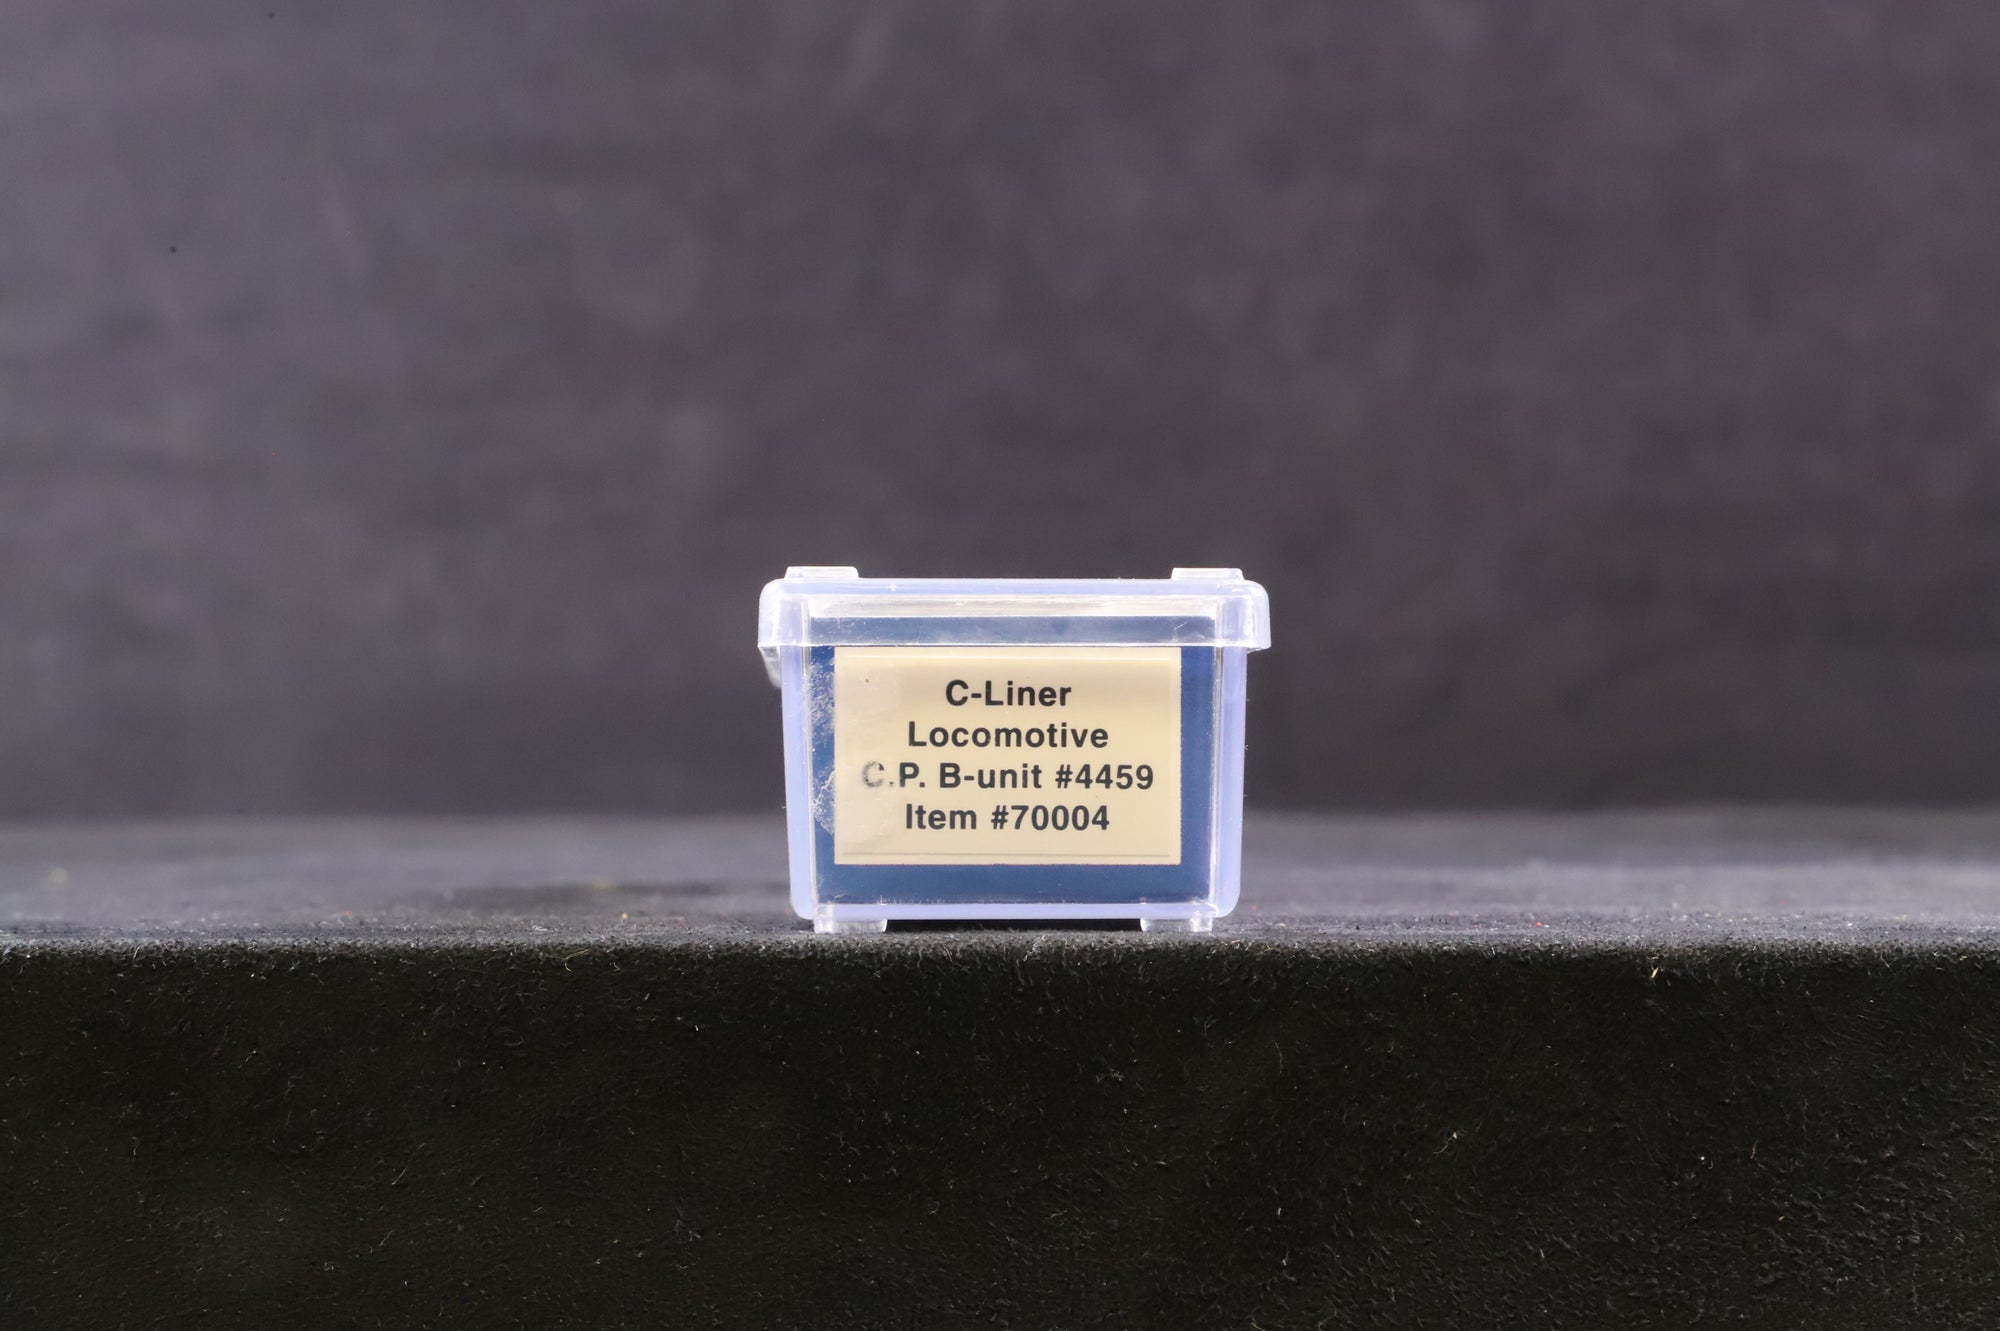 C-Liner
Locomotive
C.P. B-unit #4459
Item #70004